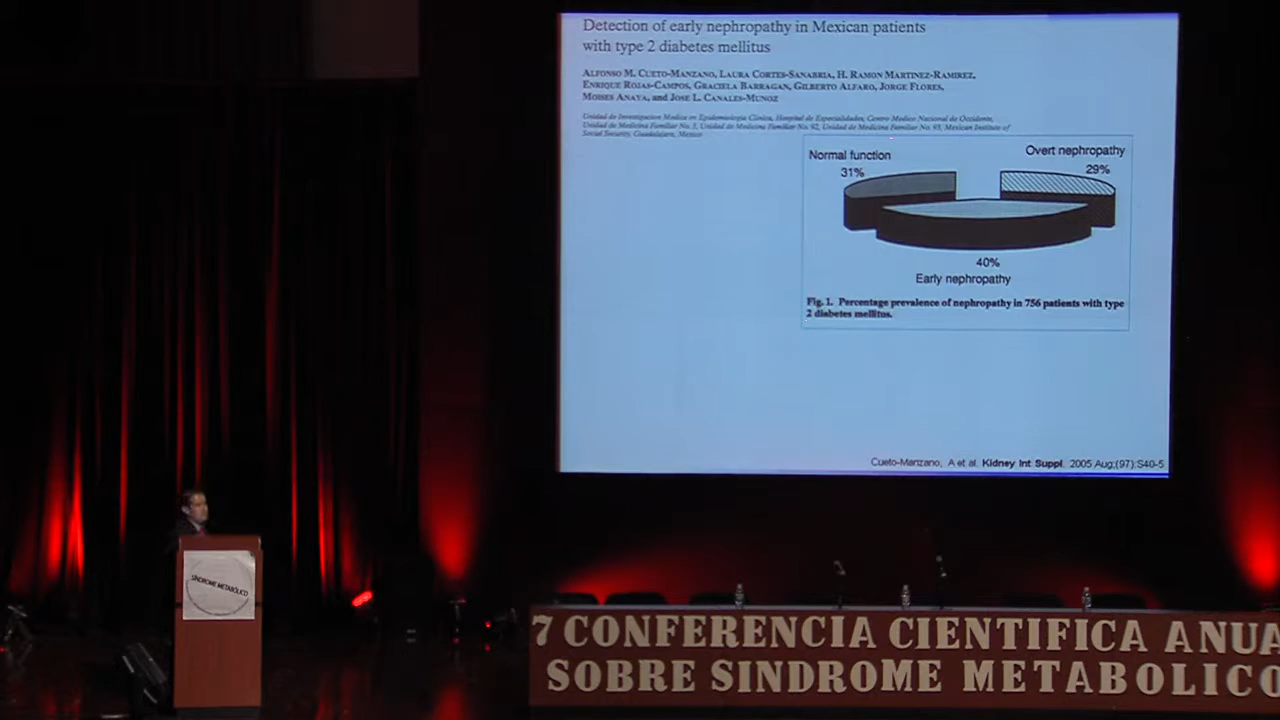 Detection of early nephropathy in Mexican patients
with type 2 diabetes mellitus
ALFONSO M. CUETO-MANZANO, LAURA CORTES-SANABRIA, H. RAMON MARTINEZ-RAMIREZ,
ENRIQUE ROJAS-CAMPOS, GRACIELA BARRAGAN, GILBERTO ALFARO, JORGE FLORES,
MOISES ANAYA, and JOSE L. CANALES-MUNOZ
Unidad de Investigacion Medica en Epidemiologia Clinica, Hospital de Especialidades, Centro Medico Nacional de Occidente,
Unidad de Medicina Familiar No. 3, Unidad de Medicina Familiar No. 92, Unidad de Medicina Familiar No. 93, Mexican Institute of
Social Security, Guadalajara, Mexico
Normal function
31%
Overt nephropathy
29%
40%
Early nephropathy
Fig. 1. Percentage prevalence of nephropathy in 756 patients with type
2 diabetes mellitus.
Cueto-Manzano, A et al. Kidney Int Suppl. 2005 Aug;(97):S40-5
SÍNDROME METABÓLICO
7 CONFERENCIA CIENTIFICA ANUA
SOBRE SINDROME METABOLICO